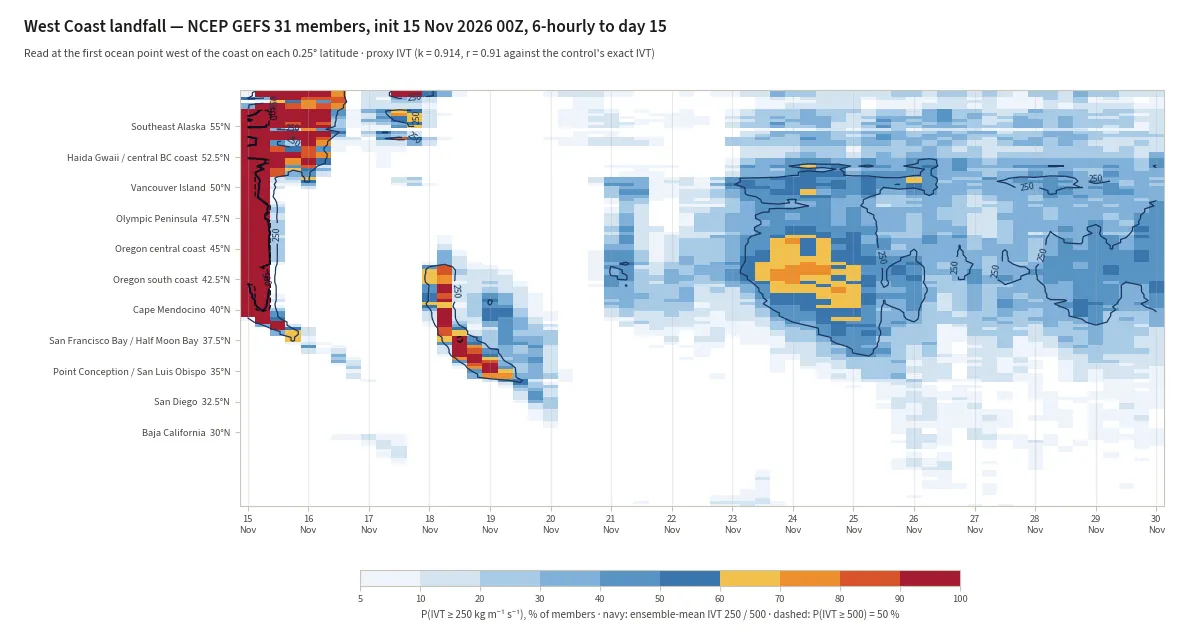 West Coast landfall — NCEP GEFS 31 members, init 15 Nov 2026 00Z, 6-hourly to day 15
Read at the first ocean point west of the coast on each 0.25° latitude · proxy IVT (k = 0.914, r = 0.91 against the control's exact IVT)
Southeast Alaska 55°N
Haida Gwaii / central BC coast 52.5°N
Vancouver Island 50°N
Olympic Peninsula 47.5°N
Oregon central coast 45°N
Oregon south coast 42.5°N
Cape Mendocino 40°N
San Francisco Bay / Half Moon Bay 37.5°N
Point Conception / San Luis Obispo 35°N
San Diego 32.5°N
Baja California 30°N
250
250
250
250
250
250
250
250
250
250
250
15 Nov
16 Nov
17 Nov
18 Nov
19 Nov
20 Nov
21 Nov
22 Nov
23 Nov
24 Nov
25 Nov
26 Nov
27 Nov
28 Nov
29 Nov
30 Nov
5 10 20 30 40 50 60 70 80 90 100
P(IVT ≥ 250 kg m⁻¹ s⁻¹), % of members · navy: ensemble-mean IVT 250 / 500 · dashed: P(IVT ≥ 500) = 50 %